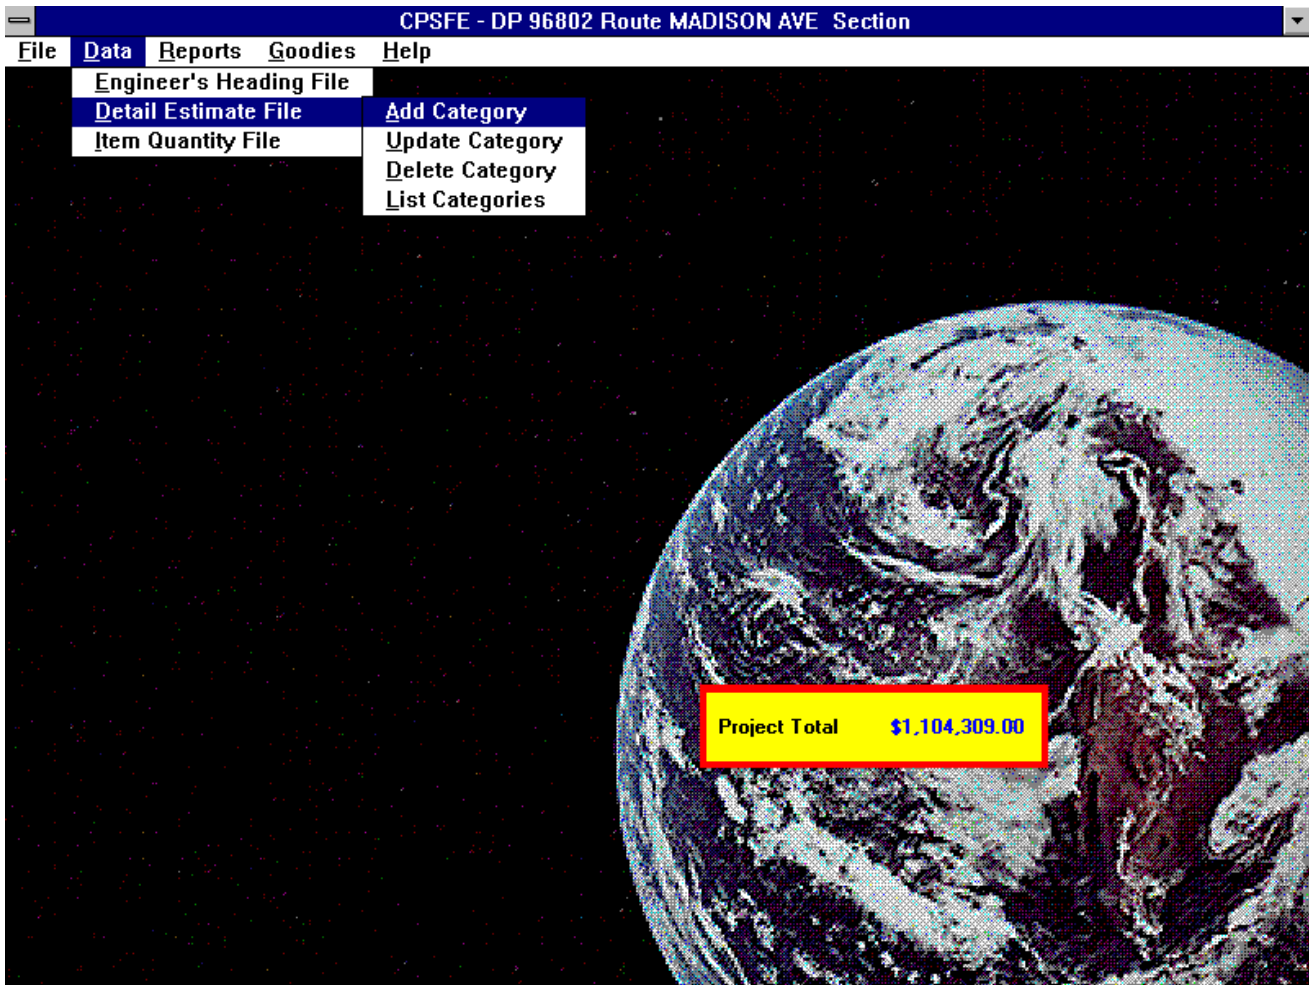 CPSFE - DP 96802 Route MADISON AVE  Section
File Data Reports Goodies Help
Engineer's Heading File
Detail Estimate File
Item Quantity File
Add Category
Update Category
Delete Category
List Categories
Project Total $1,104,309.00